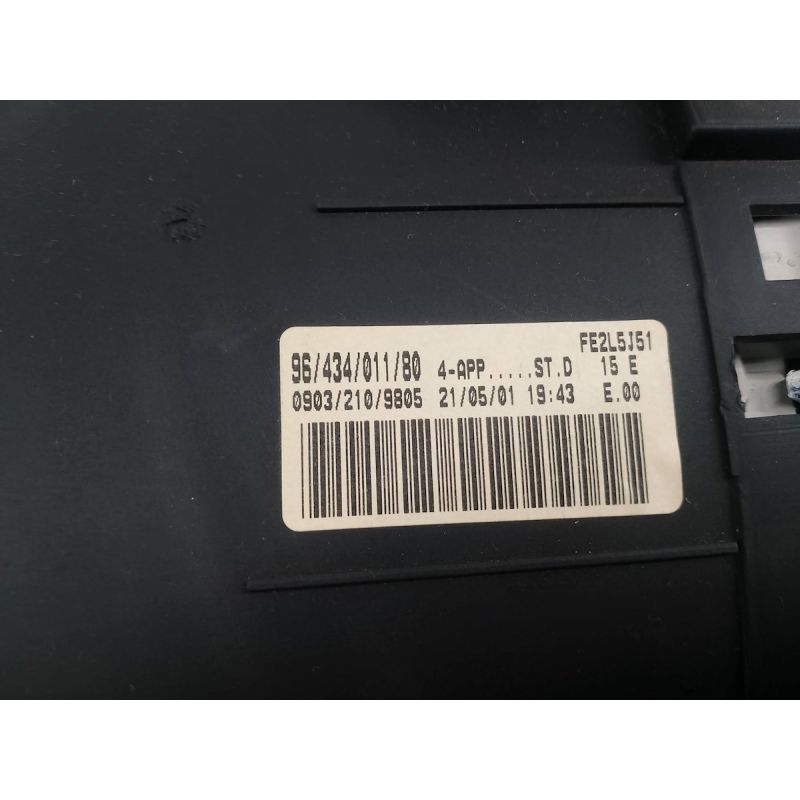 FE2L5J51
96/434/011/80 4-APP.....ST.D 15 E
0903/210/9805 21/05/01 19:43 E.00